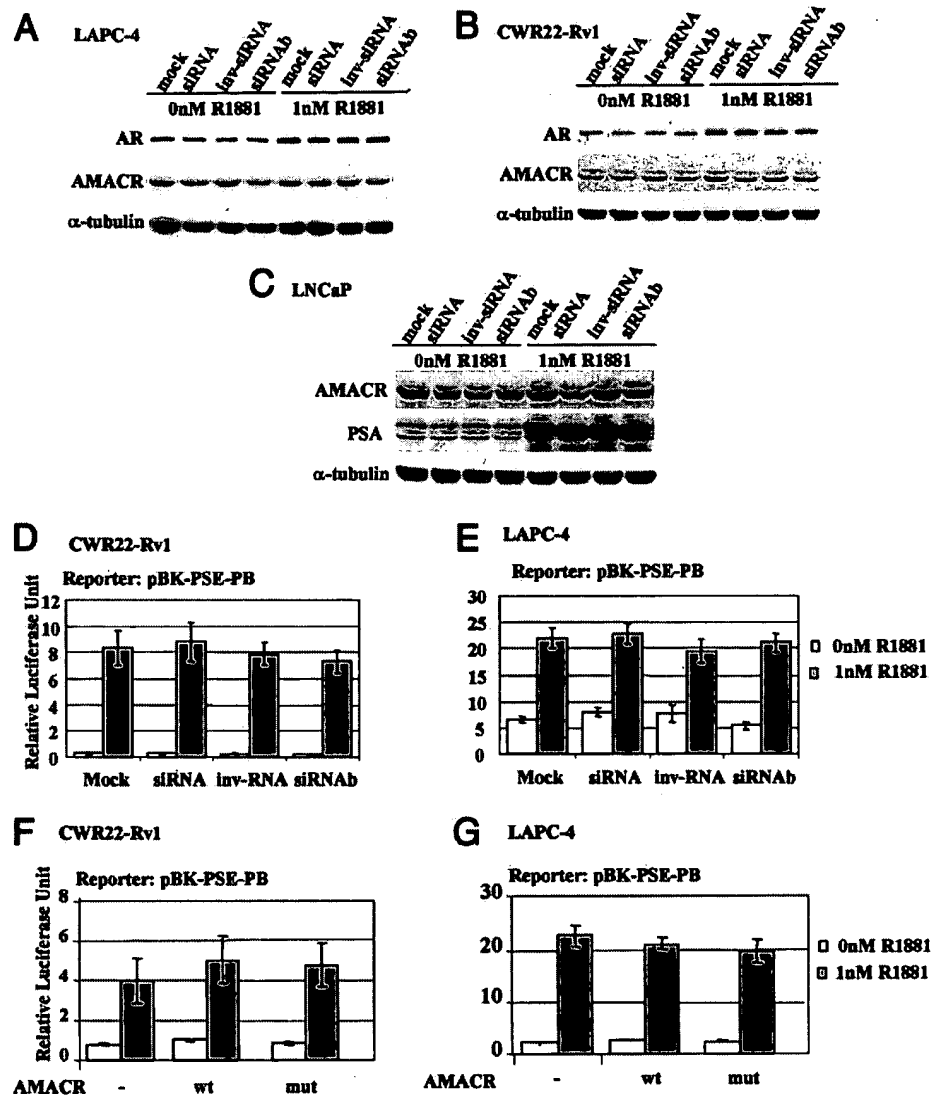 A LAPC-4
mock siRNA inv-siRNA siRNAb mock siRNA inv-siRNA siRNAb
0nM R1881 1nM R1881
AR
AMACR
α-tubulin
B CWR22-Rv1
mock siRNA inv-siRNA siRNAb mock siRNA inv-siRNA siRNAb
0nM R1881 1nM R1881
AR
AMACR
α-tubulin
C LNCaP
mock siRNA inv-siRNA siRNAb mock siRNA inv-siRNA siRNAb
0nM R1881 1nM R1881
AMACR
PSA
α-tubulin
D CWR22-Rv1
Reporter: pBK-PSE-PB
Relative Luciferase Unit
12
10
8
6
4
2
0
Mock siRNA inv-RNA siRNAb
E LAPC-4
Reporter: pBK-PSE-PB
30
25
20
15
10
5
0
Mock siRNA inv-RNA siRNAb
0nM R1881
1nM R1881
F CWR22-Rv1
Reporter: pBK-PSE-PB
Relative Luciferase Unit
8
6
4
2
0
AMACR - wt mut
G LAPC-4
Reporter: pBK-PSE-PB
30
20
10
0
AMACR - wt mut
0nM R1881
1nM R1881